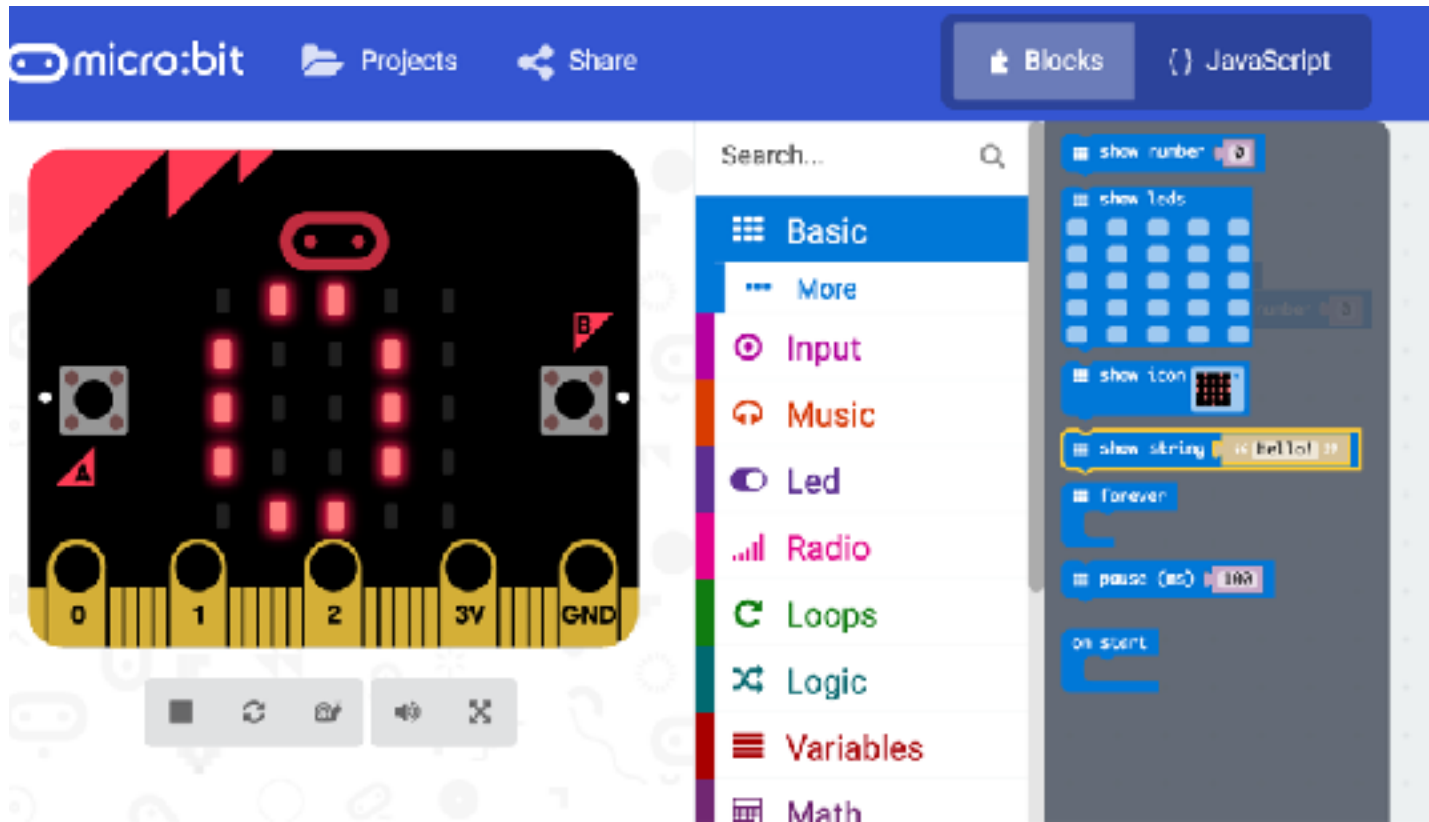 micro:bit Projects Share Blocks { } JavaScript
B
A
0 1 2 3V GND
Search...
Basic
More
Input
Music
Led
Radio
Loops
Logic
Variables
Math
show number 0
show leds
show icon
show string " hello! "
forever
pause (ms) 100
on start
number 0